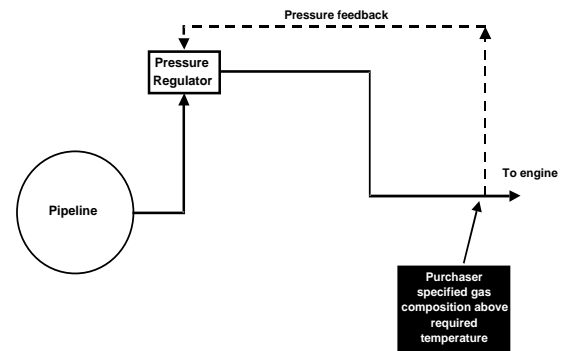 Pressure feedback
Pressure
Regulator
To engine
Pipeline
Purchaser
specified gas
composition above
required
temperature